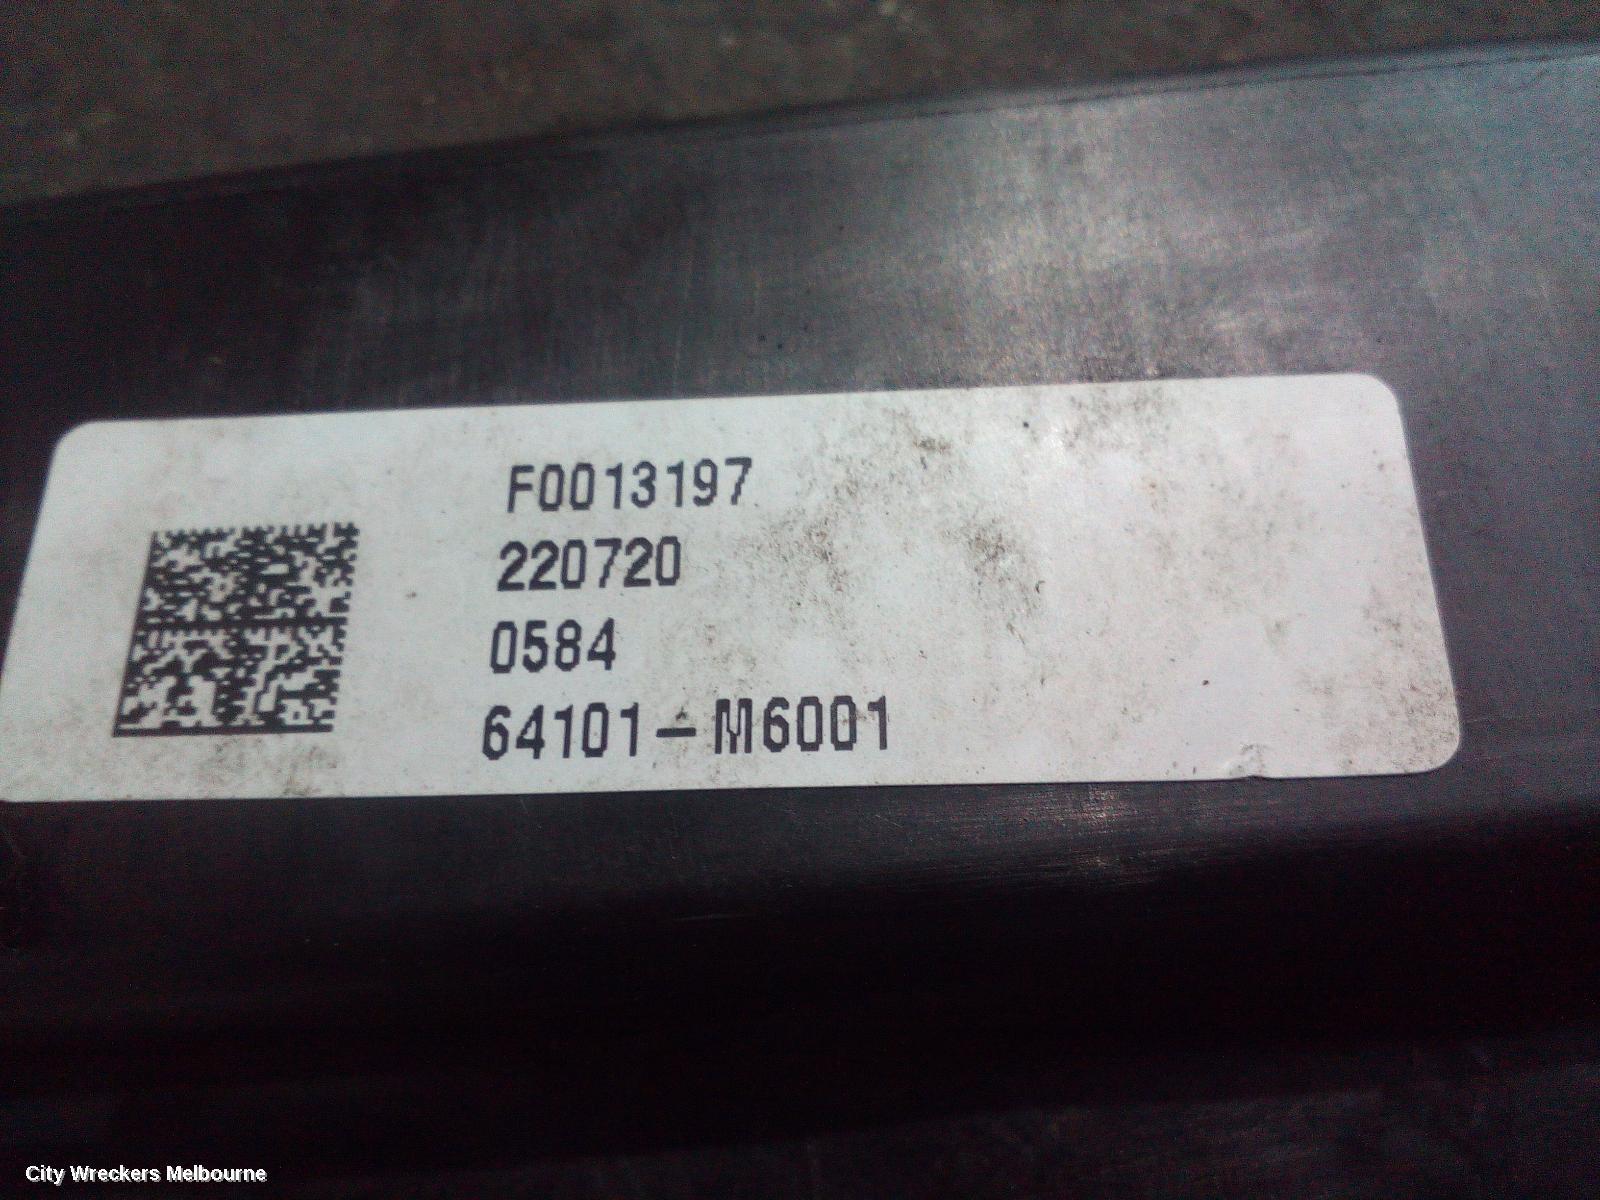 F0013197
220720
0584
64101-M6001
City Wreckers Melbourne